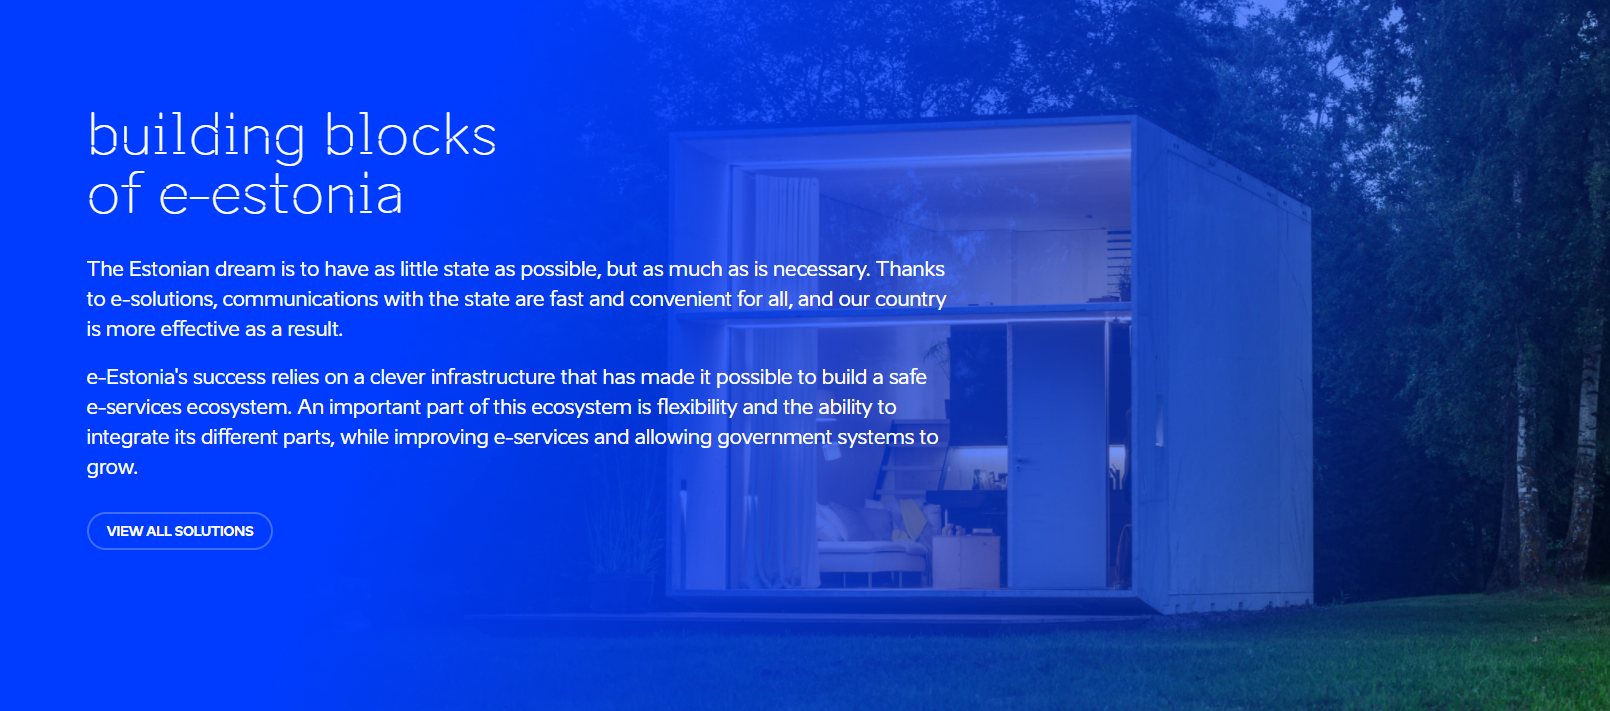 building blocks
of e-estonia
The Estonian dream is to have as little state as possible, but as much as is necessary. Thanks
to e-solutions, communications with the state are fast and convenient for all, and our country
is more effective as a result.
e-Estonia's success relies on a clever infrastructure that has made it possible to build a safe
e-services ecosystem. An important part of this ecosystem is flexibility and the ability to
integrate its different parts, while improving e-services and allowing government systems to
grow.
VIEW ALL SOLUTIONS